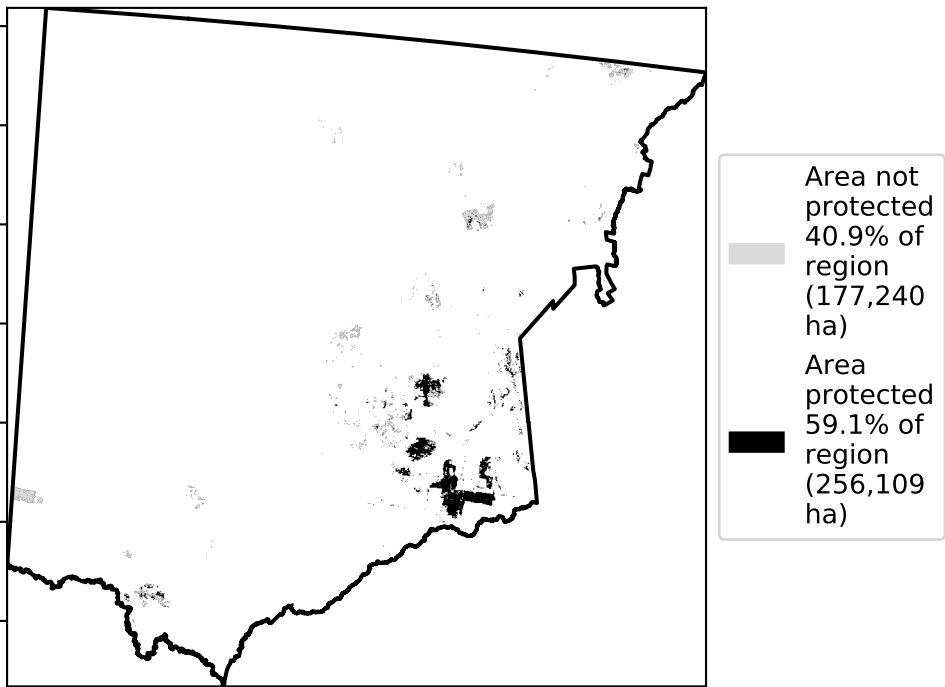 Area not
protected
40.9% of
region
(177,240
ha)
Area
protected
59.1% of
region
(256,109
ha)